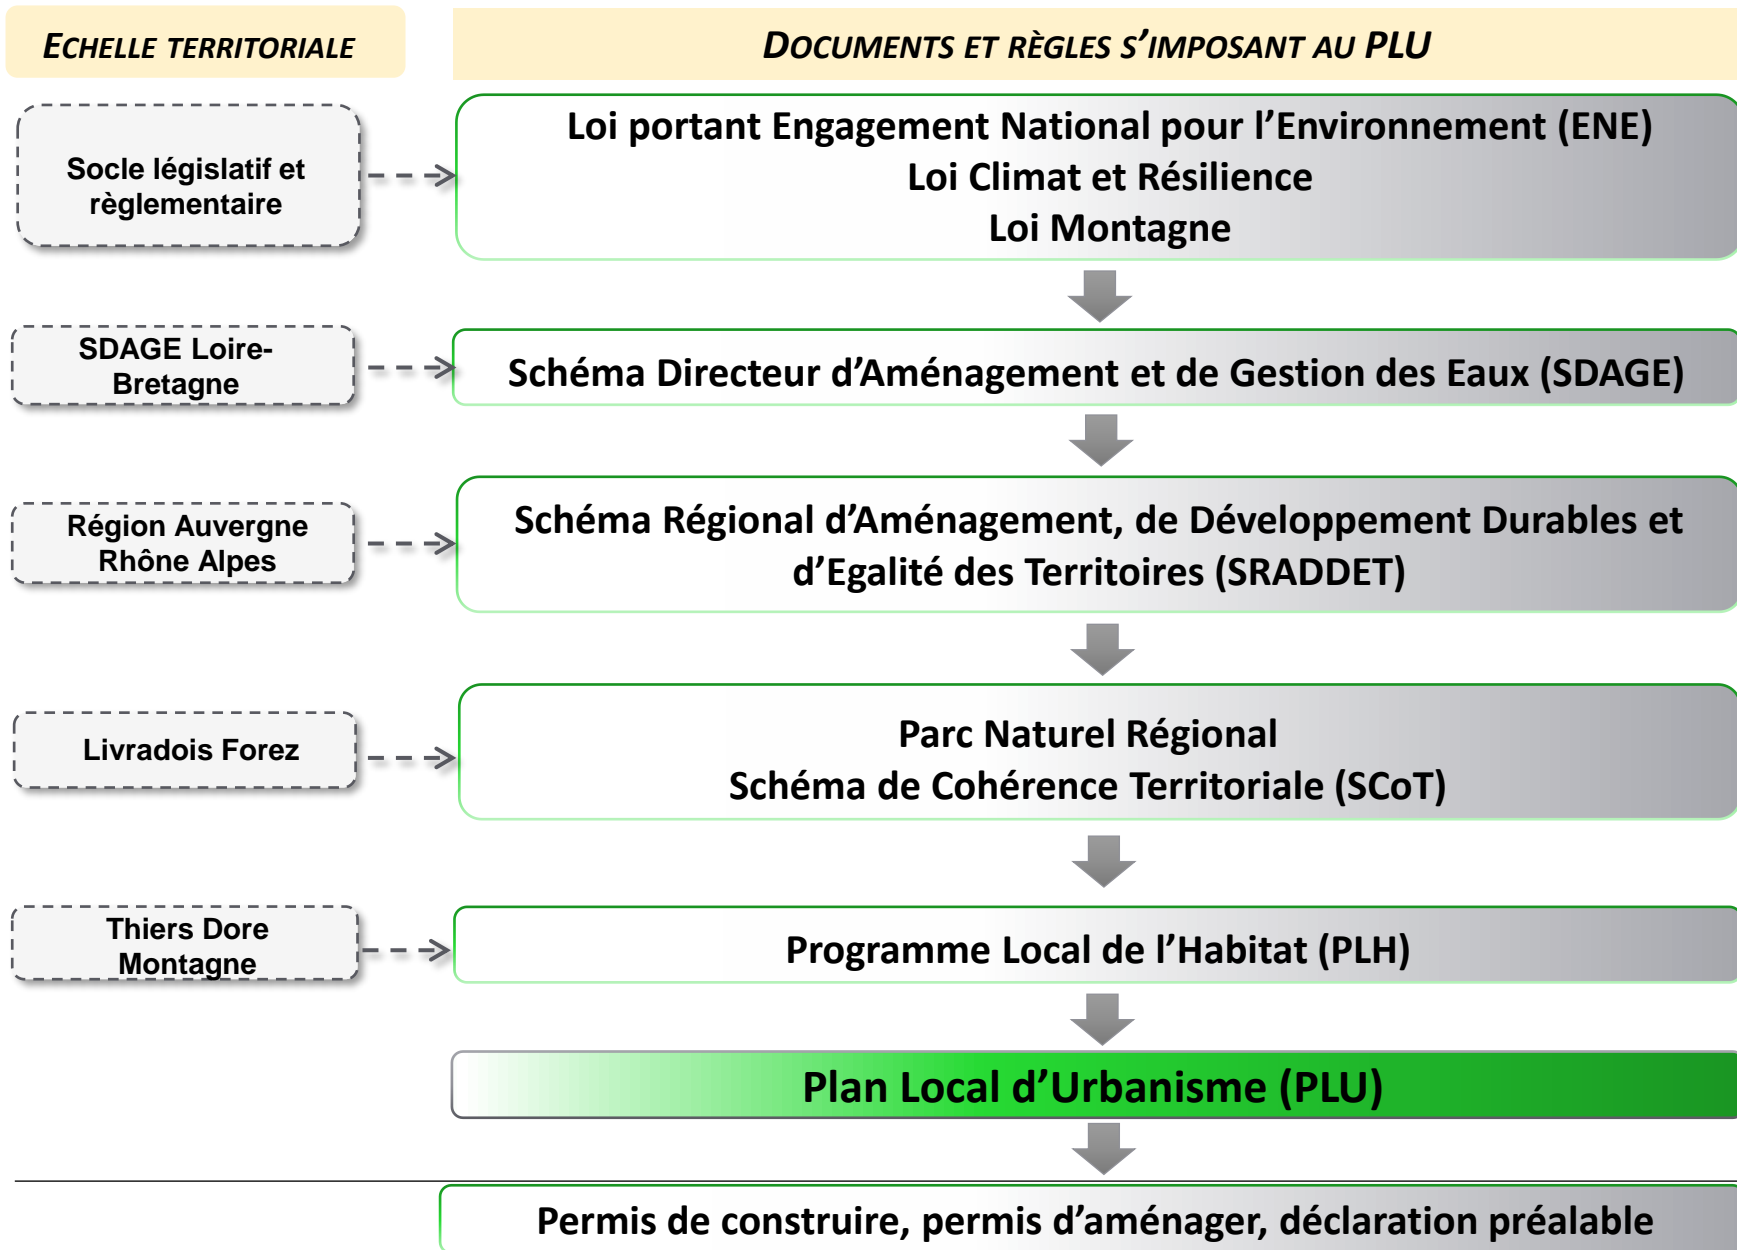 ECHELLE TERRITORIALE
DOCUMENTS ET RÈGLES S’IMPOSANT AU PLU
Socle législatif et
règlementaire
Loi portant Engagement National pour l’Environnement (ENE)
Loi Climat et Résilience
Loi Montagne
SDAGE Loire-
Bretagne
Schéma Directeur d’Aménagement et de Gestion des Eaux (SDAGE)
Région Auvergne
Rhône Alpes
Schéma Régional d’Aménagement, de Développement Durables et
d’Egalité des Territoires (SRADDET)
Livradois Forez
Parc Naturel Régional
Schéma de Cohérence Territoriale (SCoT)
Thiers Dore
Montagne
Programme Local de l’Habitat (PLH)
Plan Local d’Urbanisme (PLU)
Permis de construire, permis d’aménager, déclaration préalable